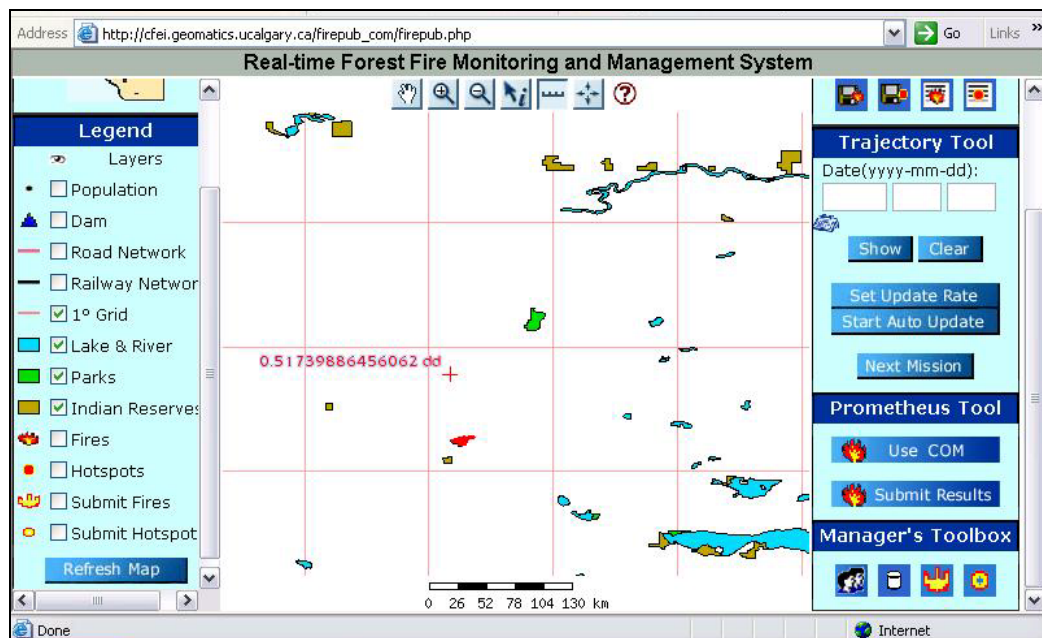 Address http://cfei.geomatics.ucalgary.ca/firepub_com/firepub.php Go Links »
Real-time Forest Fire Monitoring and Management System
Legend
Layers
Population
Dam
Road Network
Railway Networ
1º Grid
Lake & River
Parks
Indian Reserves
Fires
Hotspots
Submit Fires
Submit Hotspot
Refresh Map
0.51739886456062 dd
0 26 52 78 104 130 km
Trajectory Tool
Date(yyyy-mm-dd):
Show Clear
Set Update Rate
Start Auto Update
Next Mission
Prometheus Tool
Use COM
Submit Results
Manager's Toolbox
Done Internet